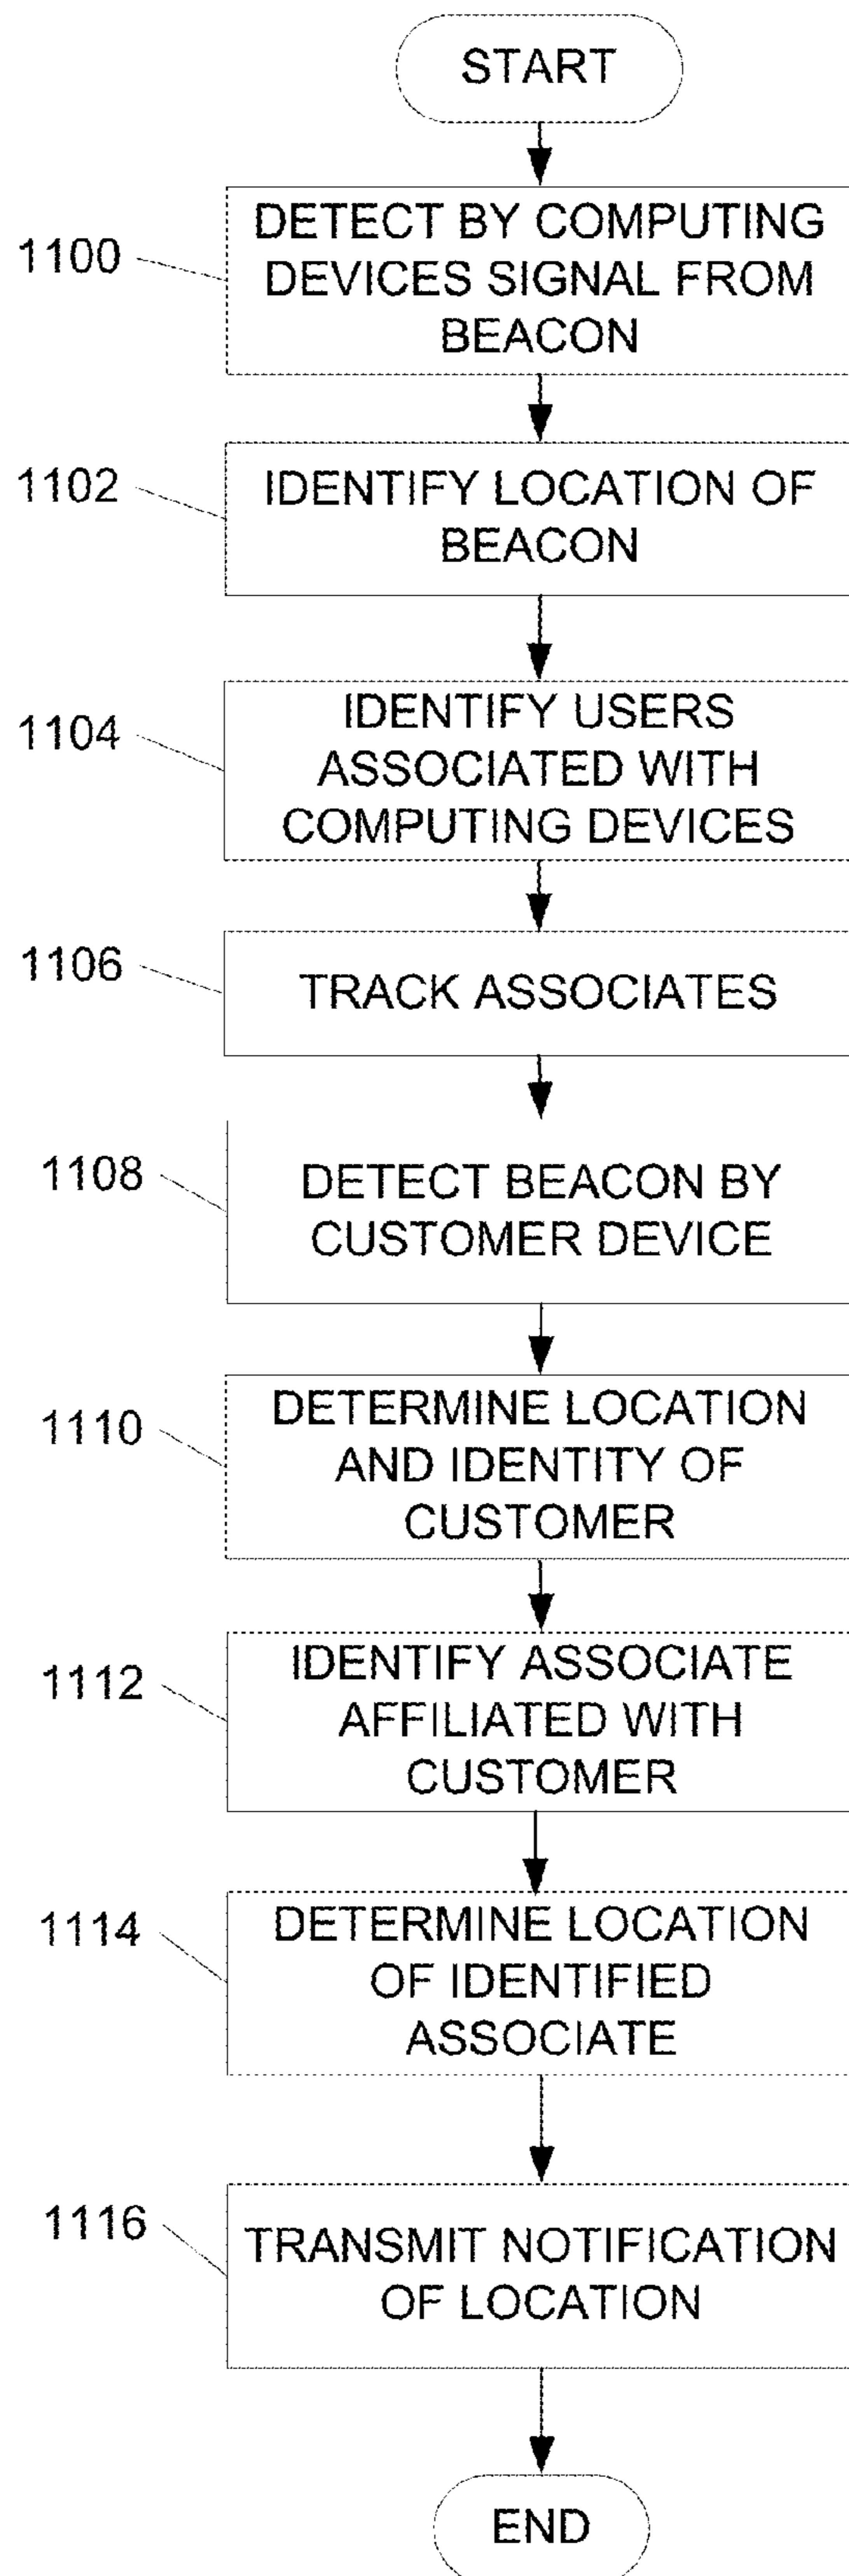 START
1100
DETECT BY COMPUTING
DEVICES SIGNAL FROM
BEACON
1102
IDENTIFY LOCATION OF
BEACON
1104
IDENTIFY USERS
ASSOCIATED WITH
COMPUTING DEVICES
1106
TRACK ASSOCIATES
1108
DETECT BEACON BY
CUSTOMER DEVICE
1110
DETERMINE LOCATION
AND IDENTITY OF
CUSTOMER
1112
IDENTIFY ASSOCIATE
AFFILIATED WITH
CUSTOMER
1114
DETERMINE LOCATION
OF IDENTIFIED
ASSOCIATE
1116
TRANSMIT NOTIFICATION
OF LOCATION
END